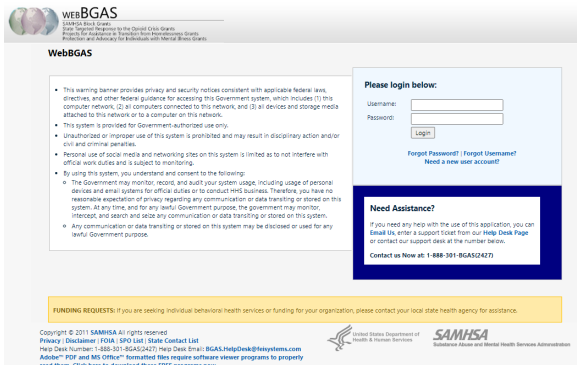 WEBBGAS
SAMHSA Block Grants
State Targeted Response to the Opioid Crisis Grants
Projects for Assistance in Transition from Homelessness Grants
Protection and Advocacy for Individuals with Mental Illness Grants
WebBGAS
• This warning banner provides privacy and security notices consistent with applicable federal laws,
directives, and other federal guidance for accessing this Government system, which includes (1) this
computer network, (2) all computers connected to this network, and (3) all devices and storage media
attached to this network or to a computer on this network.
• This system is provided for Government-authorized use only.
• Unauthorized or improper use of this system is prohibited and may result in disciplinary action and/or
civil and criminal penalties.
• Personal use of social media and networking sites on this system is limited as to not interfere with
official work duties and is subject to monitoring.
• By using this system, you understand and consent to the following:
o The Government may monitor, record, and audit your system usage, including usage of personal
devices and email systems for official duties or to conduct HHS business. Therefore, you have no
reasonable expectation of privacy regarding any communication or data transiting or stored on this
system. At any time, and for any lawful Government purpose, the government may monitor,
intercept, and search and seize any communication or data transiting or stored on this system.
o Any communication or data transiting or stored on this system may be disclosed or used for any
lawful Government purpose.
Please login below:
Username:
Password:
Login
Forgot Password? | Forgot Username?
Need a new user account?
Need Assistance?
If you need any help with the use of this application, you can
Email Us, enter a support ticket from our Help Desk Page
or contact our support desk at the number below.
Contact us Now at: 1-888-301-BGAS(2427)
FUNDING REQUESTS: If you are seeking individual behavioral health services or funding for your organization, please contact your local state health agency for assistance.
Copyright © 2011 SAMHSA All rights reserved
Privacy | Disclaimer | FOIA | SPO List | State Contact List
Help Desk Number: 1-888-301-BGAS(2427) Help Desk Email: BGAS.HelpDesk@feisystems.com
Adobe™ PDF and MS Office™ formatted files require software viewer programs to properly
read them. Click here to download these FREE programs now
United States Department of
Health & Human Services
SAMHSA
Substance Abuse and Mental Health Services Administration